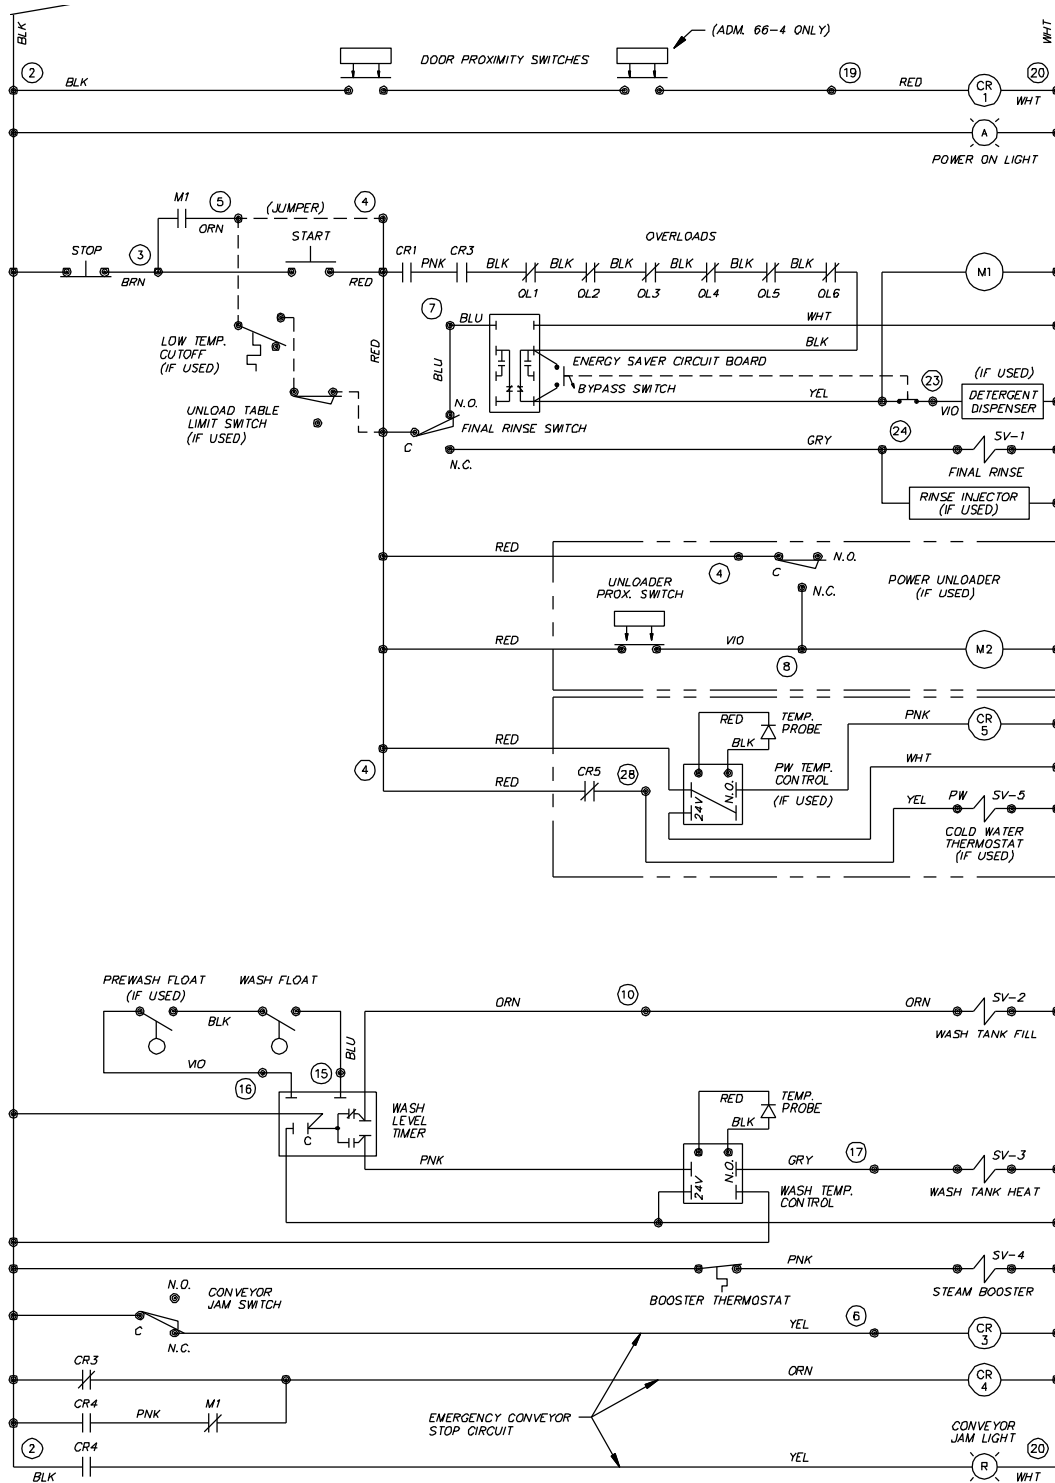 BLK
WHT
(ADM. 66-4 ONLY)
DOOR PROXIMITY SWITCHES
2
BLK
19
RED
CR
1
20
WHT
A
POWER ON LIGHT
M1
5
ORN
(JUMPER)
4
STOP
3
BRN
START
RED
CR1
PNK
CR3
BLK
OVERLOADS
BLK
BLK
BLK
BLK
BLK
OL1
OL2
OL3
OL4
OL5
OL6
M1
7
BLU
WHT
BLK
LOW TEMP.
CUTOFF
(IF USED)
RED
BLU
ENERGY SAVER CIRCUIT BOARD
BYPASS SWITCH
YEL
23
VIO
(IF USED)
DETERGENT
DISPENSER
UNLOAD TABLE
LIMIT SWITCH
(IF USED)
N.O.
C
FINAL RINSE SWITCH
N.C.
GRY
24
SV-1
FINAL RINSE
RINSE INJECTOR
(IF USED)
RED
4
C
N.O.
N.C.
POWER UNLOADER
(IF USED)
UNLOADER
PROX. SWITCH
RED
VIO
8
M2
RED
BLK
TEMP.
PROBE
PNK
CR
5
RED
4
WHT
PW TEMP.
CONTROL
(IF USED)
24V
N.O.
RED
CR5
28
YEL
PW
SV-5
COLD WATER
THERMOSTAT
(IF USED)
PREWASH FLOAT
(IF USED)
WASH FLOAT
BLK
VIO
16
15
BLU
ORN
10
ORN
SV-2
WASH TANK FILL
C
WASH
LEVEL
TIMER
RED
BLK
TEMP.
PROBE
PNK
24V
N.O.
GRY
17
SV-3
WASH TEMP.
CONTROL
WASH TANK HEAT
PNK
SV-4
BOOSTER THERMOSTAT
STEAM BOOSTER
N.O.
CONVEYOR
JAM SWITCH
C
N.C.
YEL
6
CR
3
CR3
ORN
CR
4
CR4
PNK
M1
EMERGENCY CONVEYOR
STOP CIRCUIT
CONVEYOR
JAM LIGHT
2
BLK
CR4
YEL
R
20
WHT